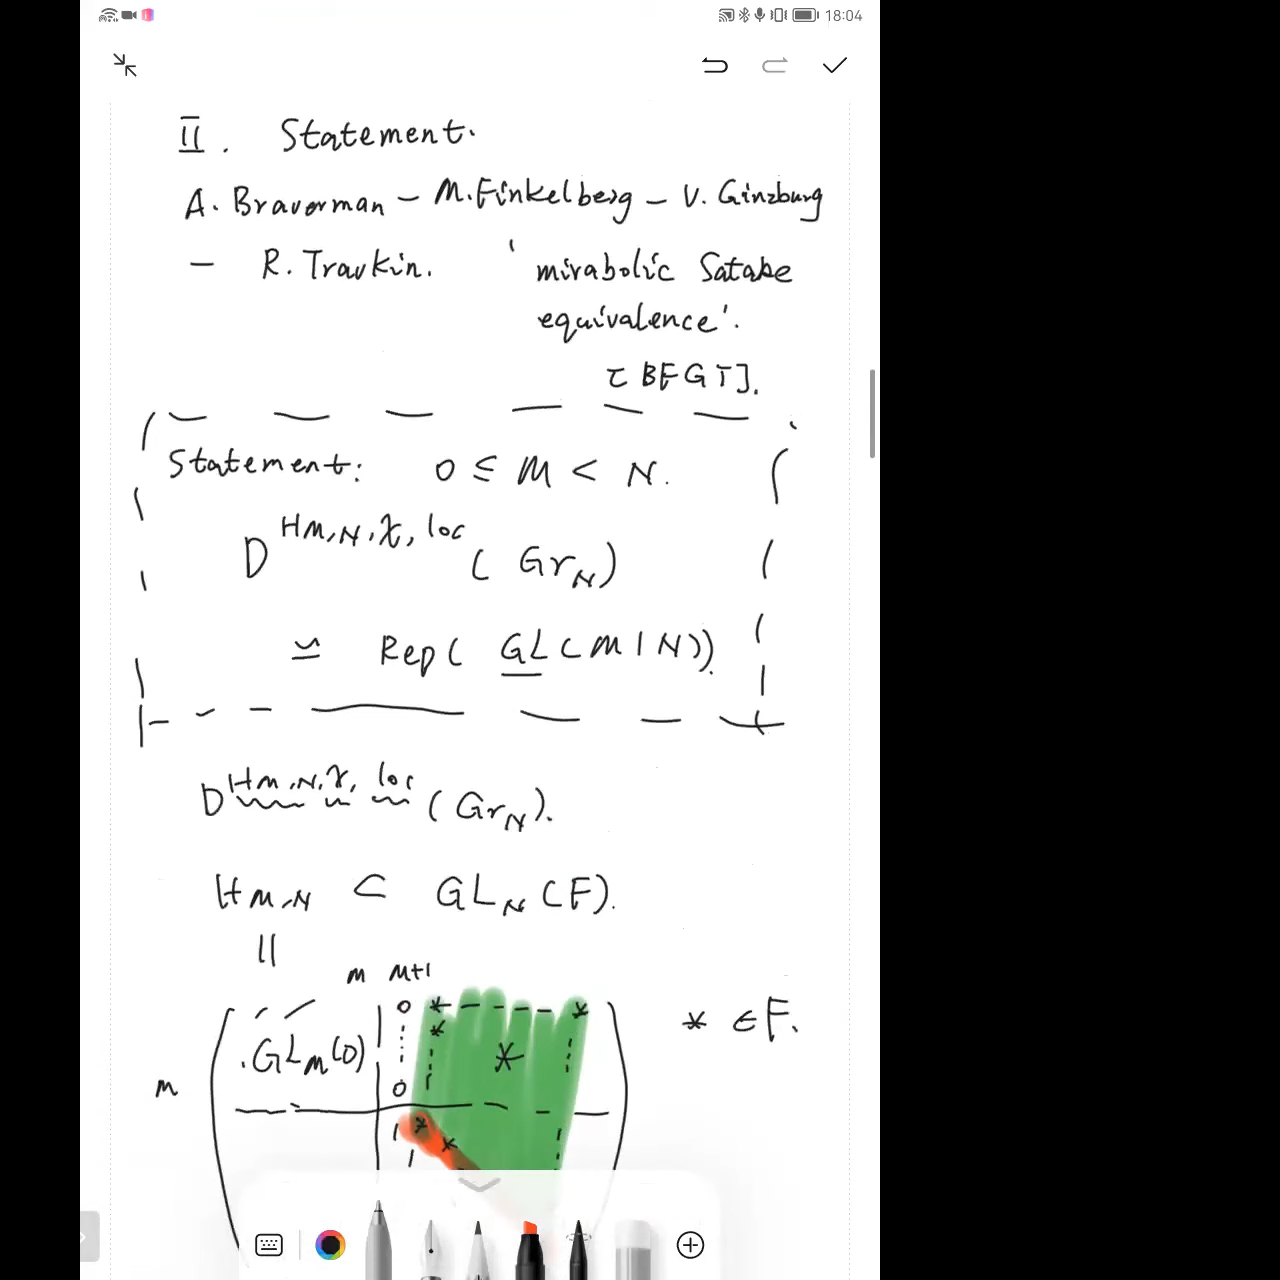 18:04
II. Statement.
A. Braverman – M. Finkelberg – V. Ginzburg
– R. Travkin. 'mirabolic Satake
equivalence'.
[BFGT].
Statement: 0 ≤ M < N.
D^{H_{M,N}, χ, loc} (Gr_N)
≃ Rep( GL(M|N)).
D^{H_{M,N}, χ, loc} (Gr_N).
H_{M,N} ⊂ GL_N(F).
||
M M+1
0 * – – – – *
* ∈ F.
*
GL_M(O) *
M 0
1 * *